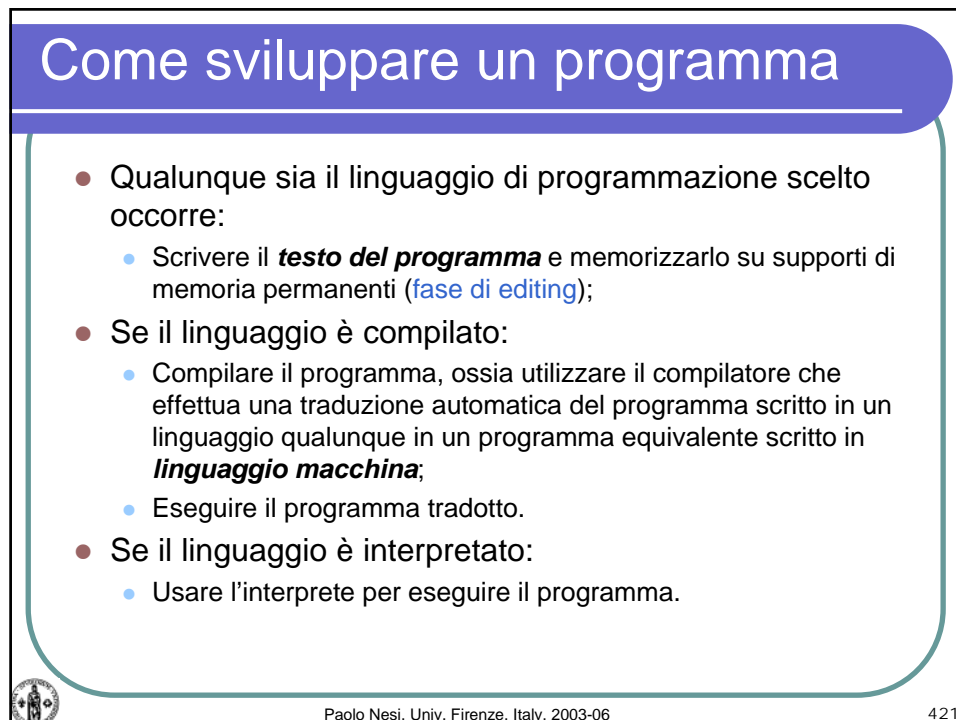 Come sviluppare un programma
● Qualunque sia il linguaggio di programmazione scelto
occorre:
● Scrivere il testo del programma e memorizzarlo su supporti di
memoria permanenti (fase di editing);
● Se il linguaggio è compilato:
● Compilare il programma, ossia utilizzare il compilatore che
effettua una traduzione automatica del programma scritto in un
linguaggio qualunque in un programma equivalente scritto in
linguaggio macchina;
● Eseguire il programma tradotto.
● Se il linguaggio è interpretato:
● Usare l’interprete per eseguire il programma.
Paolo Nesi, Univ. Firenze, Italy, 2003-06
421